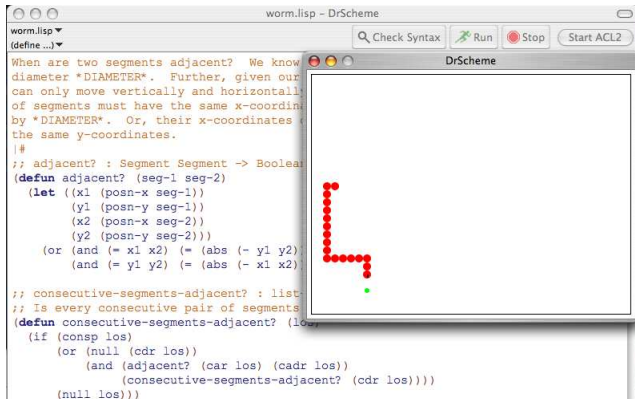 worm.lisp - DrScheme
worm.lisp
(define ...)
Check Syntax
Run
Stop
Start ACL2
DrScheme
When are two segments adjacent? We know
diameter *DIAMETER*. Further, given our
can only move vertically and horizontall
of segments must have the same x-coordin
by *DIAMETER*. Or, their x-coordinates
the same y-coordinates.
|#
;; adjacent? : Segment Segment -> Boolean
(defun adjacent? (seg-1 seg-2)
(let ((x1 (posn-x seg-1))
(y1 (posn-y seg-1))
(x2 (posn-x seg-2))
(y2 (posn-y seg-2)))
(or (and (= x1 x2) (= (abs (- y1 y2))
(and (= y1 y2) (= (abs (- x1 x2))
;; consecutive-segments-adjacent? : list-
;; Is every consecutive pair of segments
(defun consecutive-segments-adjacent? (los)
(if (consp los)
(or (null (cdr los))
(and (adjacent? (car los) (cadr los))
(consecutive-segments-adjacent? (cdr los))))
(null los)))